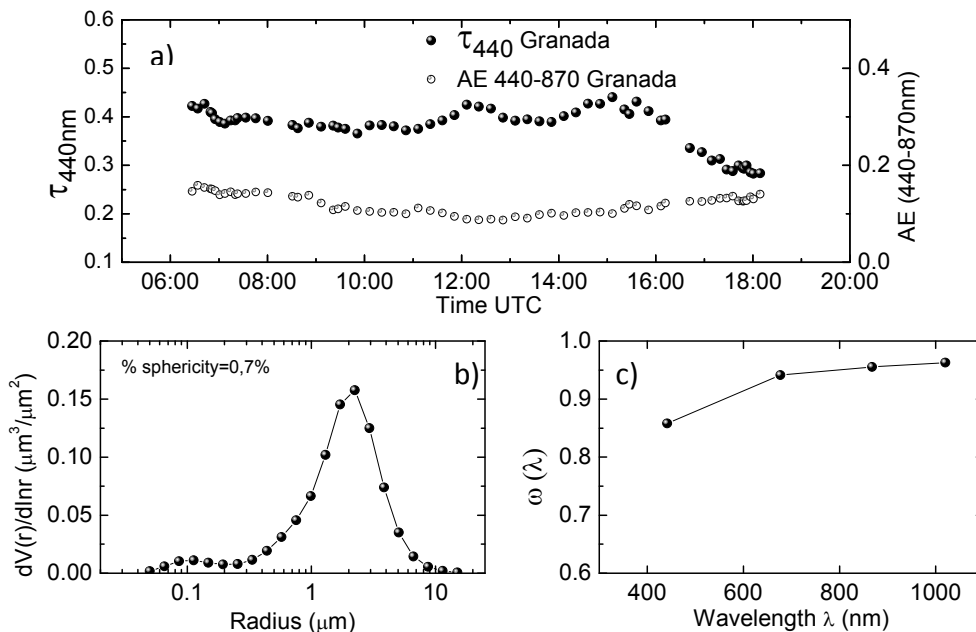 a)
τ440 Granada
AE 440-870 Granada
0.6
0.5
0.4
0.3
0.2
0.1
τ440nm
0.4
0.2
0.0
AE (440-870nm)
06:00 08:00 10:00 12:00 14:00 16:00 18:00 20:00
Time UTC
% sphericity=0,7%
b)
0.20
0.15
0.10
0.05
0.00
dV(r)/dlnr (μm3/μm2)
0.1 1 10
Radius (μm)
c)
1.0
0.9
0.8
0.7
0.6
ω (λ)
400 600 800 1000
Wavelength λ (nm)